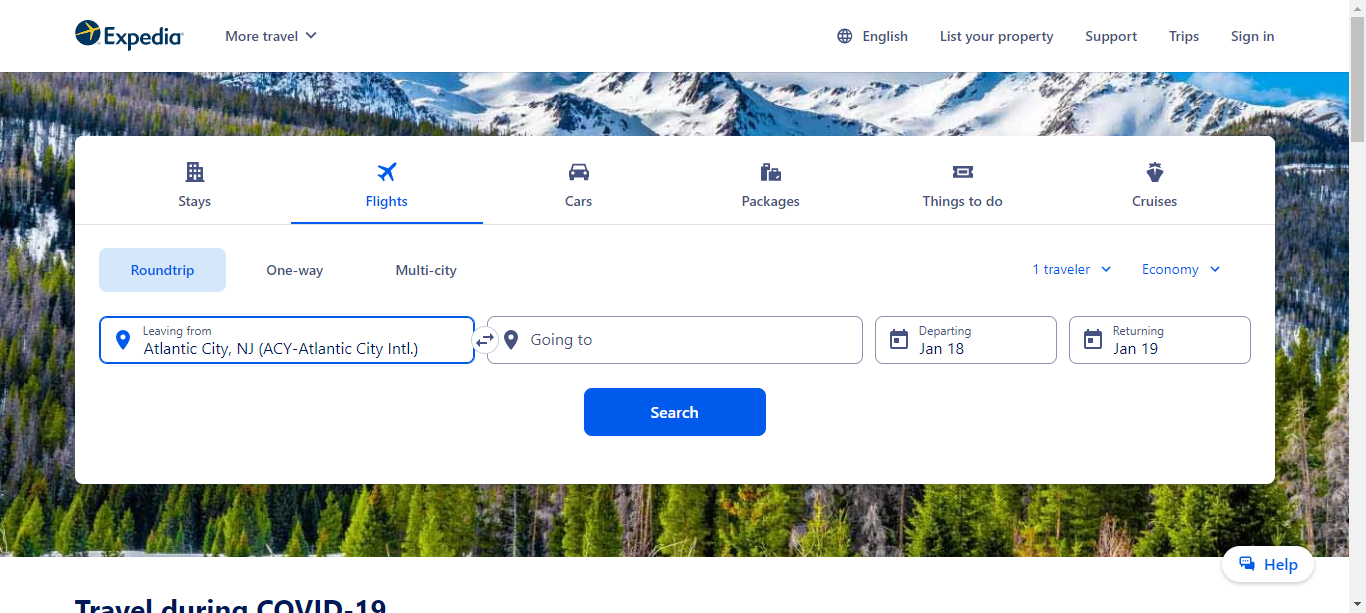 Expedia
More travel
English
List your property
Support
Trips
Sign in
Stays
Flights
Cars
Packages
Things to do
Cruises
Roundtrip
One-way
Multi-city
1 traveler
Economy
Leaving from
Atlantic City, NJ (ACY-Atlantic City Intl.)
Going to
Departing
Jan 18
Returning
Jan 19
Search
Help
Travel during COVID-19